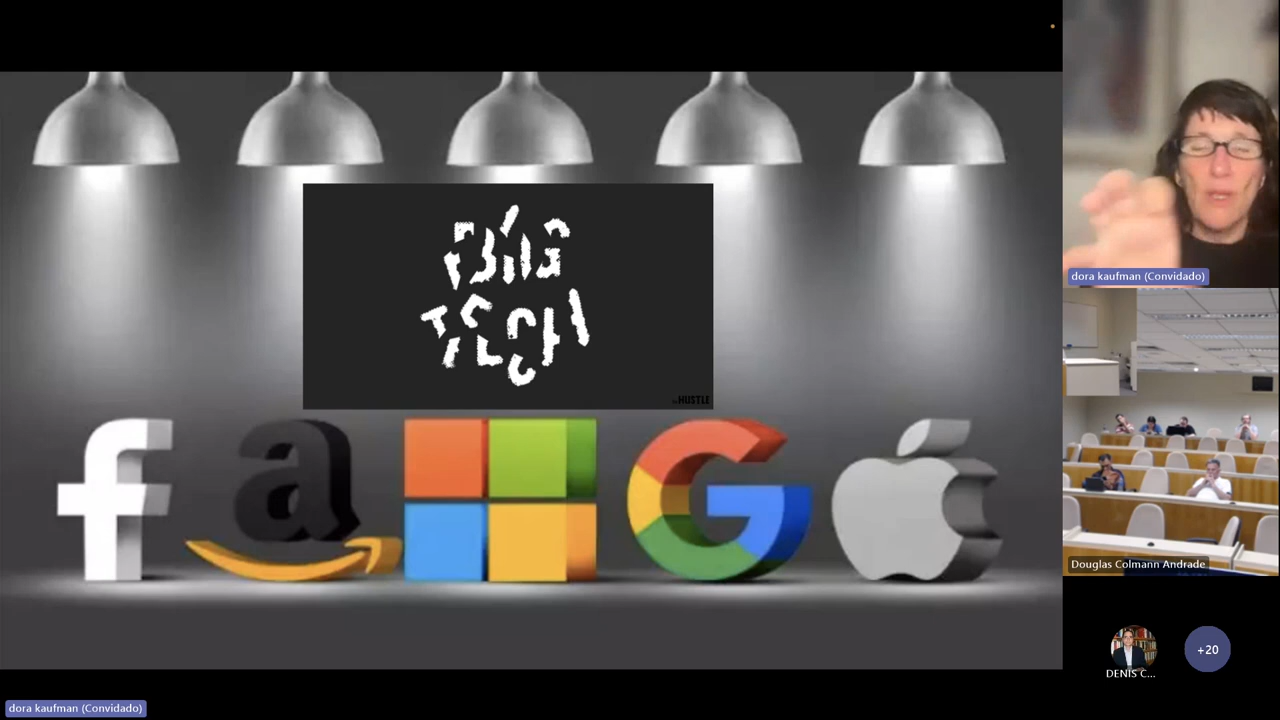 BIG
TECH
HUSTLE
dora kaufman (Convidado)
Douglas Colmann Andrade
DENIS C...
+20
dora kaufman (Convidado)